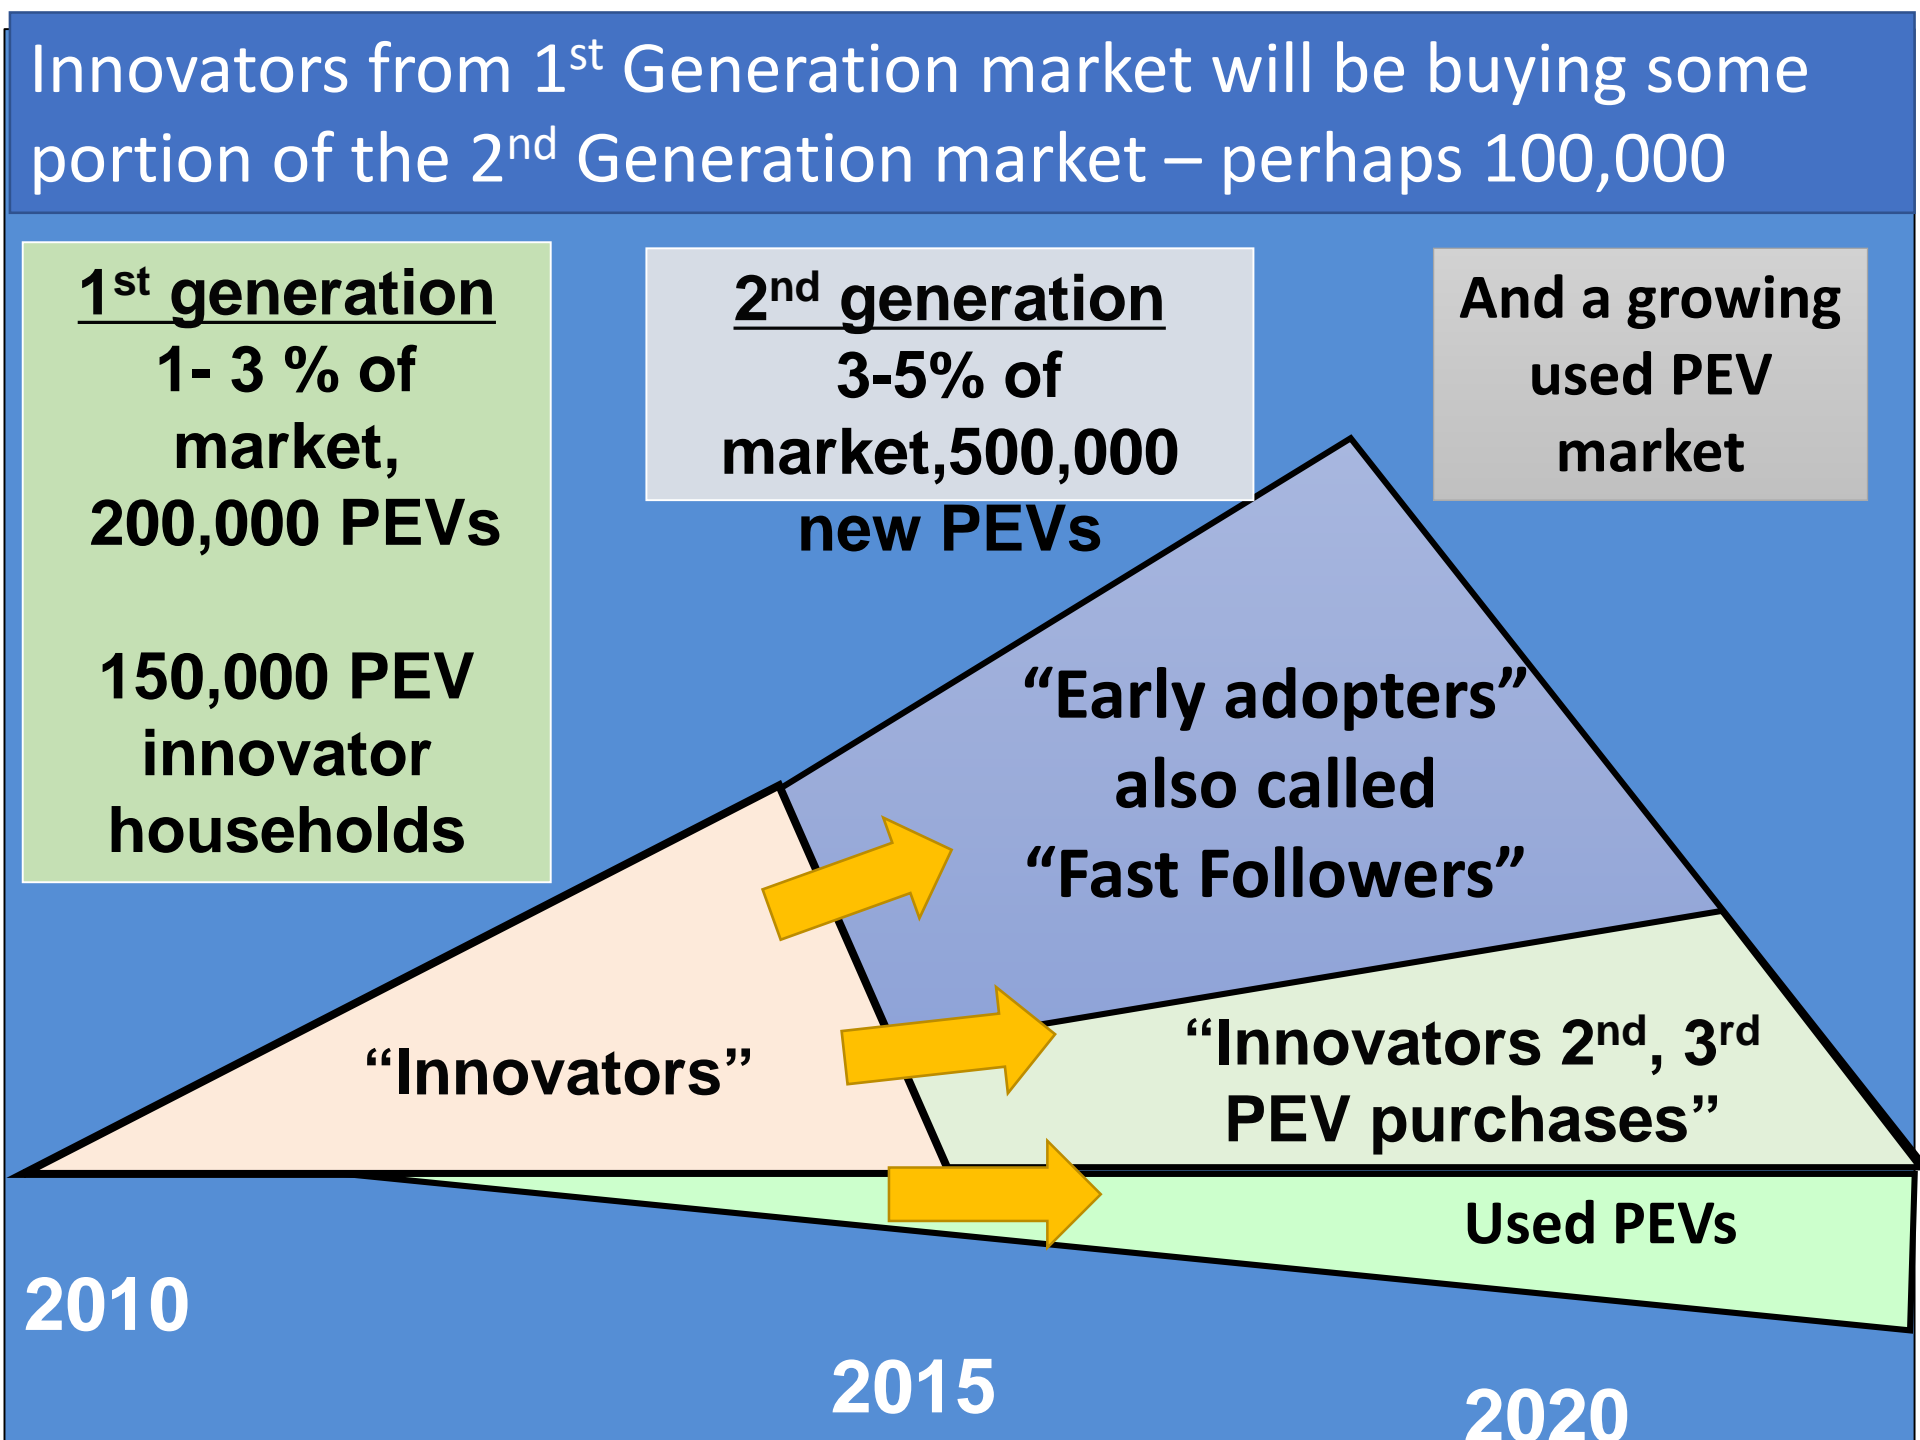 Innovators from 1st Generation market will be buying some
portion of the 2nd Generation market – perhaps 100,000
1st generation
1- 3 % of
market,
200,000 PEVs
150,000 PEV
innovator
households
2nd generation
3-5% of
market,500,000
new PEVs
And a growing
used PEV
market
“Early adopters”
also called
“Fast Followers”
“Innovators”
“Innovators 2nd, 3rd
PEV purchases”
Used PEVs
2010
2015
2020